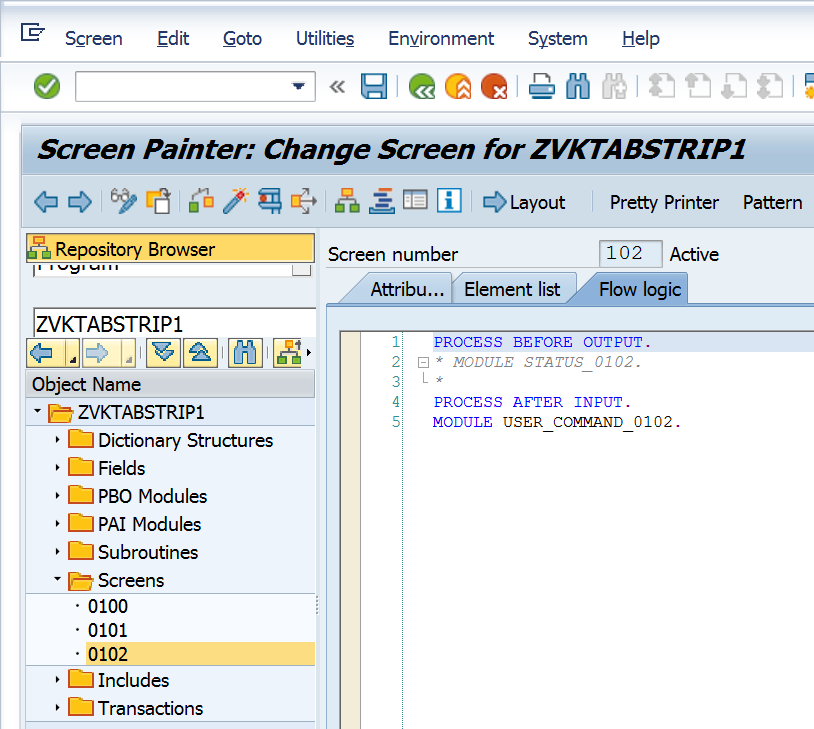 Screen Edit Goto Utilities Environment System Help
Screen Painter: Change Screen for ZVKTABSTRIP1
Layout Pretty Printer Pattern
Repository Browser
Program
ZVKTABSTRIP1
Object Name
ZVKTABSTRIP1
Dictionary Structures
Fields
PBO Modules
PAI Modules
Subroutines
Screens
0100
0101
0102
Includes
Transactions
Screen number 102 Active
Attribu... Element list Flow logic
1 PROCESS BEFORE OUTPUT.
2 * MODULE STATUS_0102.
3 *
4 PROCESS AFTER INPUT.
5 MODULE USER_COMMAND_0102.